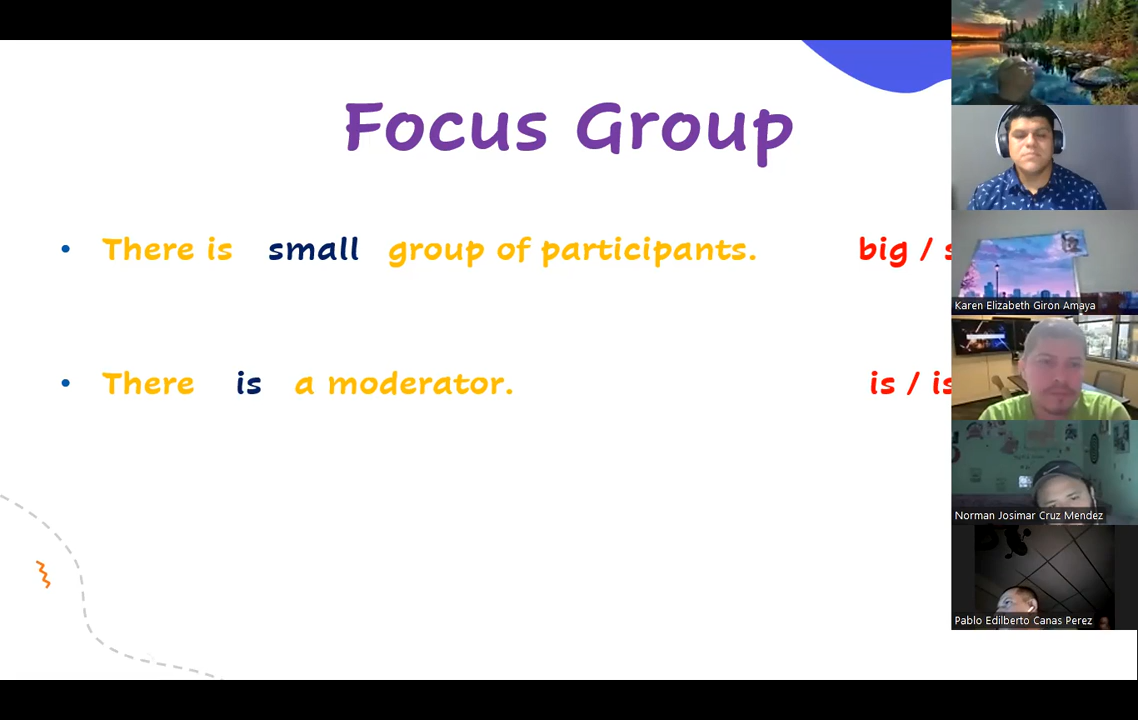 Focus Group
• There is small group of participants. big /
• There is a moderator. is /
Karen Elizabeth Giron Amaya
Norman Josimar Cruz Mendez
Pablo Edilberto Canas Perez